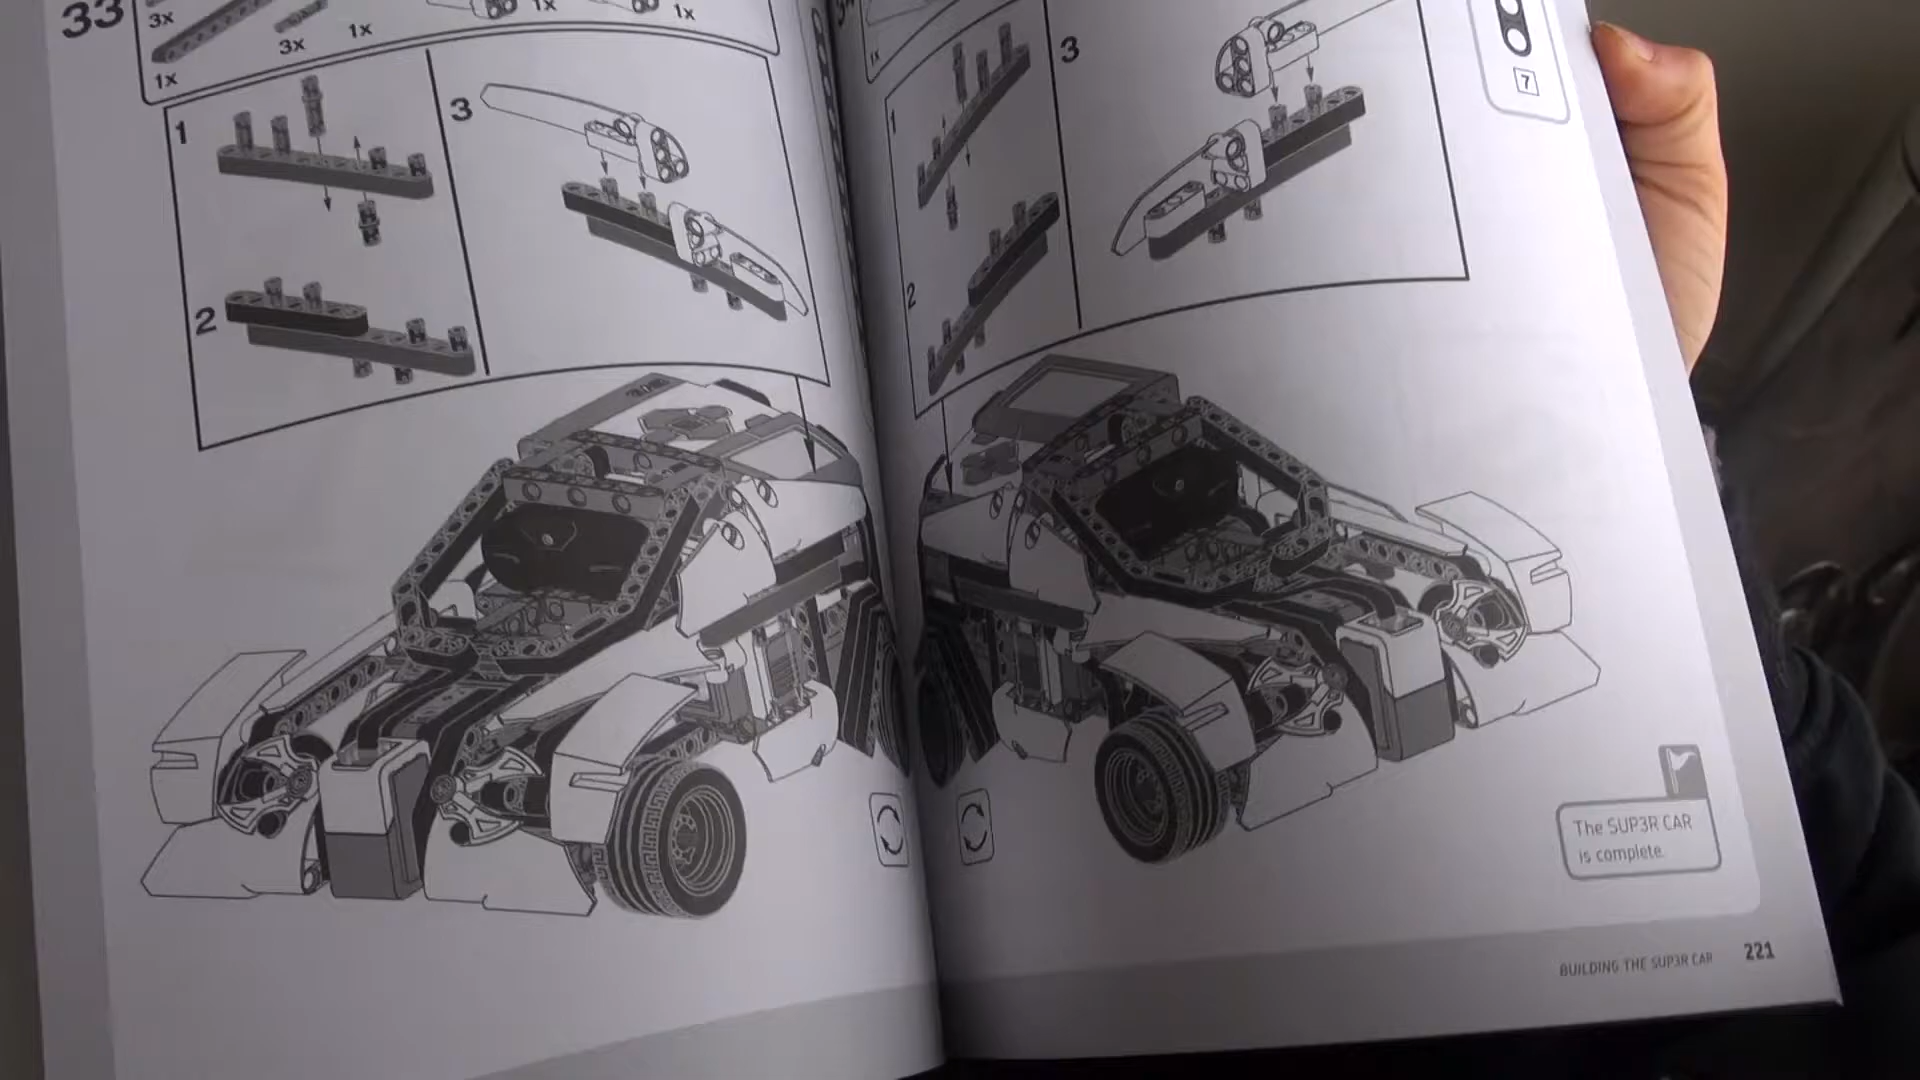 33
3x
1x
3x
1x
1x
1x
1
2
3
1x
1
2
3
7
The SUP3R CAR
is complete.
BUILDING THE SUP3R CAR 221